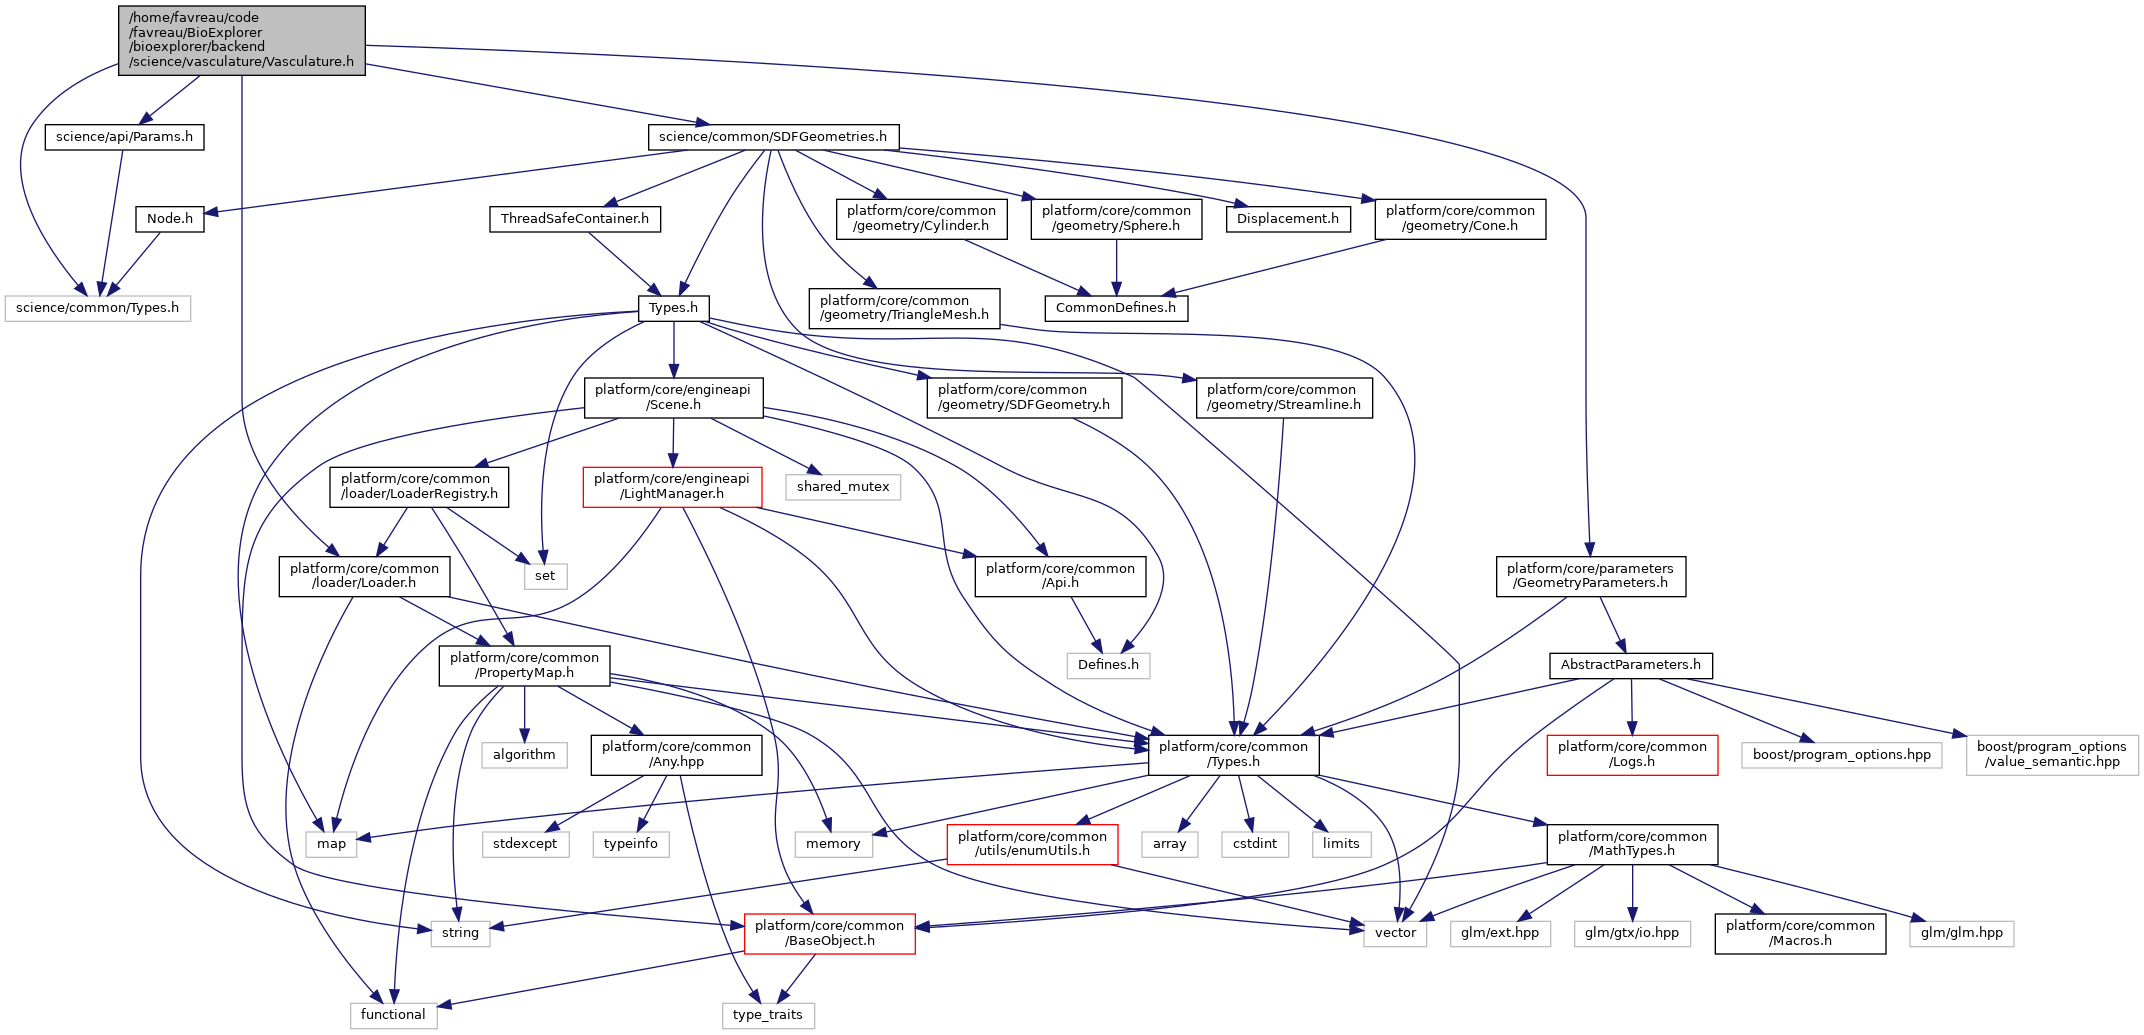 /home/favreau/code
/favreau/BioExplorer
/bioexplorer/backend
/science/vasculature/Vasculature.h
science/api/Params.h
science/common/SDFGeometries.h
Node.h
ThreadSafeContainer.h
platform/core/common
/geometry/Cylinder.h
platform/core/common
/geometry/Sphere.h
Displacement.h
platform/core/common
/geometry/Cone.h
science/common/Types.h
Types.h
platform/core/common
/geometry/TriangleMesh.h
CommonDefines.h
platform/core/engineapi
/Scene.h
platform/core/common
/geometry/SDFGeometry.h
platform/core/common
/geometry/Streamline.h
platform/core/common
/loader/LoaderRegistry.h
platform/core/engineapi
/LightManager.h
shared_mutex
platform/core/common
/loader/Loader.h
set
platform/core/common
/Api.h
platform/core/parameters
/GeometryParameters.h
platform/core/common
/PropertyMap.h
Defines.h
AbstractParameters.h
algorithm
platform/core/common
/Any.hpp
platform/core/common
/Types.h
platform/core/common
/Logs.h
boost/program_options.hpp
boost/program_options
/value_semantic.hpp
map
stdexcept
typeinfo
memory
platform/core/common
/utils/enumUtils.h
array
cstdint
limits
platform/core/common
/MathTypes.h
string
platform/core/common
/BaseObject.h
vector
glm/ext.hpp
glm/gtx/io.hpp
platform/core/common
/Macros.h
glm/glm.hpp
functional
type_traits